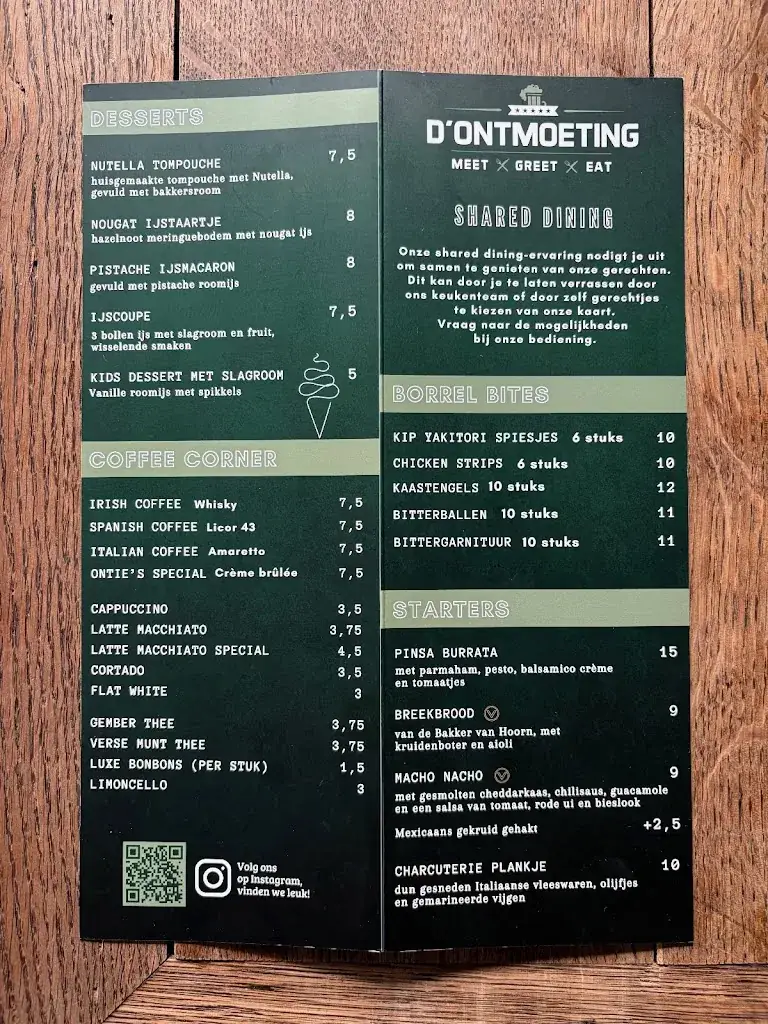 DESSERTS
NUTELLA TOMPOUCHE 7,5
huisgemaakte tompouche met Nutella,
gevuld met bakkersroom
NOUGAT IJSTAARTJE 8
hazelnoot meringuebodem met nougat ijs
PISTACHE IJSMACARON 8
gevuld met pistache roomijs
IJSCOUPE 7,5
3 bollen ijs met slagroom en fruit,
wisselende smaken
KIDS DESSERT MET SLAGROOM 5
Vanille roomijs met spikkels
COFFEE CORNER
IRISH COFFEE Whisky 7,5
SPANISH COFFEE Licor 43 7,5
ITALIAN COFFEE Amaretto 7,5
ONTIE'S SPECIAL Crème brûlée 7,5
CAPPUCCINO 3,5
LATTE MACCHIATO 3,75
LATTE MACCHIATO SPECIAL 4,5
CORTADO 3,5
FLAT WHITE 3
GEMBER THEE 3,75
VERSE MUNT THEE 3,75
LUXE BONBONS (PER STUK) 1,5
LIMONCELLO 3
Volg ons
op Instagram,
vinden we leuk!
D'ONTMOETING
MEET GREET EAT
SHARED DINING
Onze shared dining-ervaring nodigt je uit
om samen te genieten van onze gerechten.
Dit kan door je te laten verrassen door
ons keukenteam of door zelf gerechtjes
te kiezen van onze kaart.
Vraag naar de mogelijkheden
bij onze bediening.
BORREL BITES
KIP YAKITORI SPIESJES 6 stuks 10
CHICKEN STRIPS 6 stuks 10
KAASTENGELS 10 stuks 12
BITTERBALLEN 10 stuks 11
BITTERGARNITUUR 10 stuks 11
STARTERS
PINSA BURRATA 15
met parmaham, pesto, balsamico crème
en tomaatjes
BREEKBROOD V 9
van de Bakker van Hoorn, met
kruidenboter en aioli
MACHO NACHO V 9
met gesmolten cheddarkaas, chilisaus, guacamole
en een salsa van tomaat, rode ui en bieslook
Mexicaans gekruid gehakt +2,5
CHARCUTERIE PLANKJE 10
dun gesneden Italiaanse vleeswaren, olijfjes
en gemarineerde vijgen